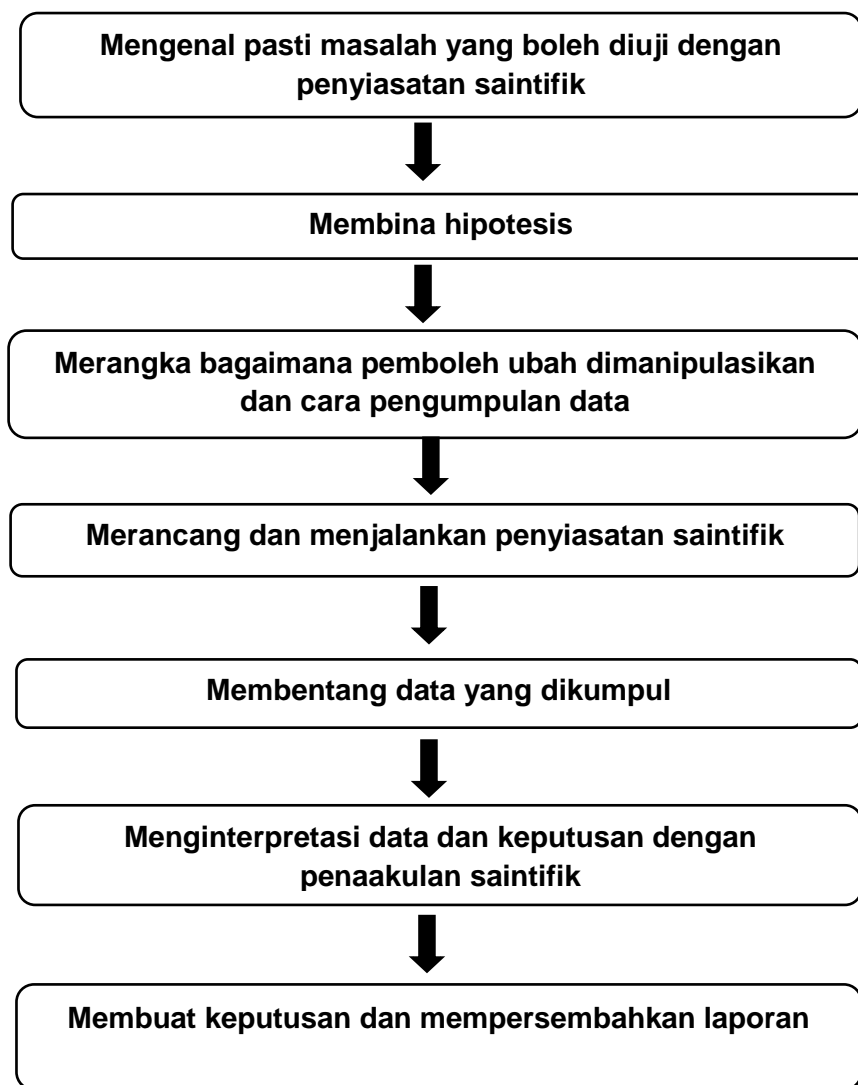 Mengenal pasti masalah yang boleh diuji dengan
penyiasatan saintifik
Membina hipotesis
Merangka bagaimana pemboleh ubah dimanipulasikan
dan cara pengumpulan data
Merancang dan menjalankan penyiasatan saintifik
Membentang data yang dikumpul
Menginterpretasi data dan keputusan dengan
penaakulan saintifik
Membuat keputusan dan mempersembahkan laporan